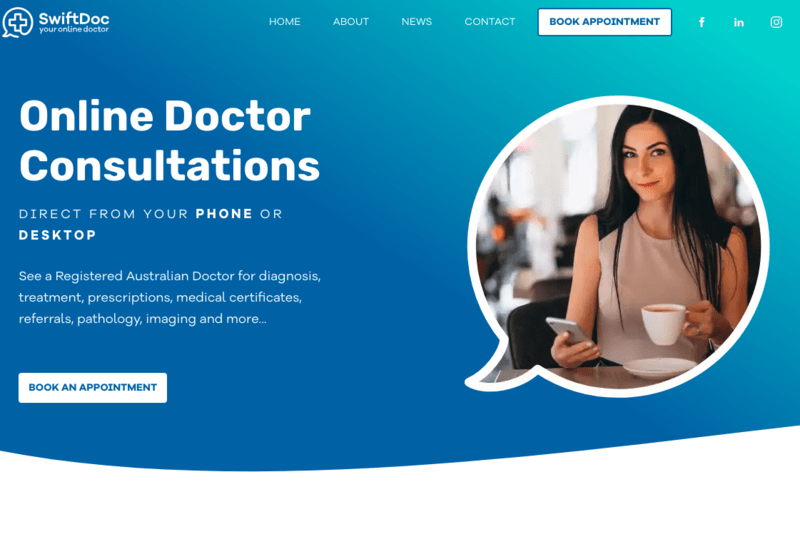 SwiftDoc
your online doctor
HOME
ABOUT
NEWS
CONTACT
BOOK APPOINTMENT
Online Doctor
Consultations
DIRECT FROM YOUR PHONE OR
DESKTOP
See a Registered Australian Doctor for diagnosis,
treatment, prescriptions, medical certificates,
referrals, pathology, imaging and more...
BOOK AN APPOINTMENT